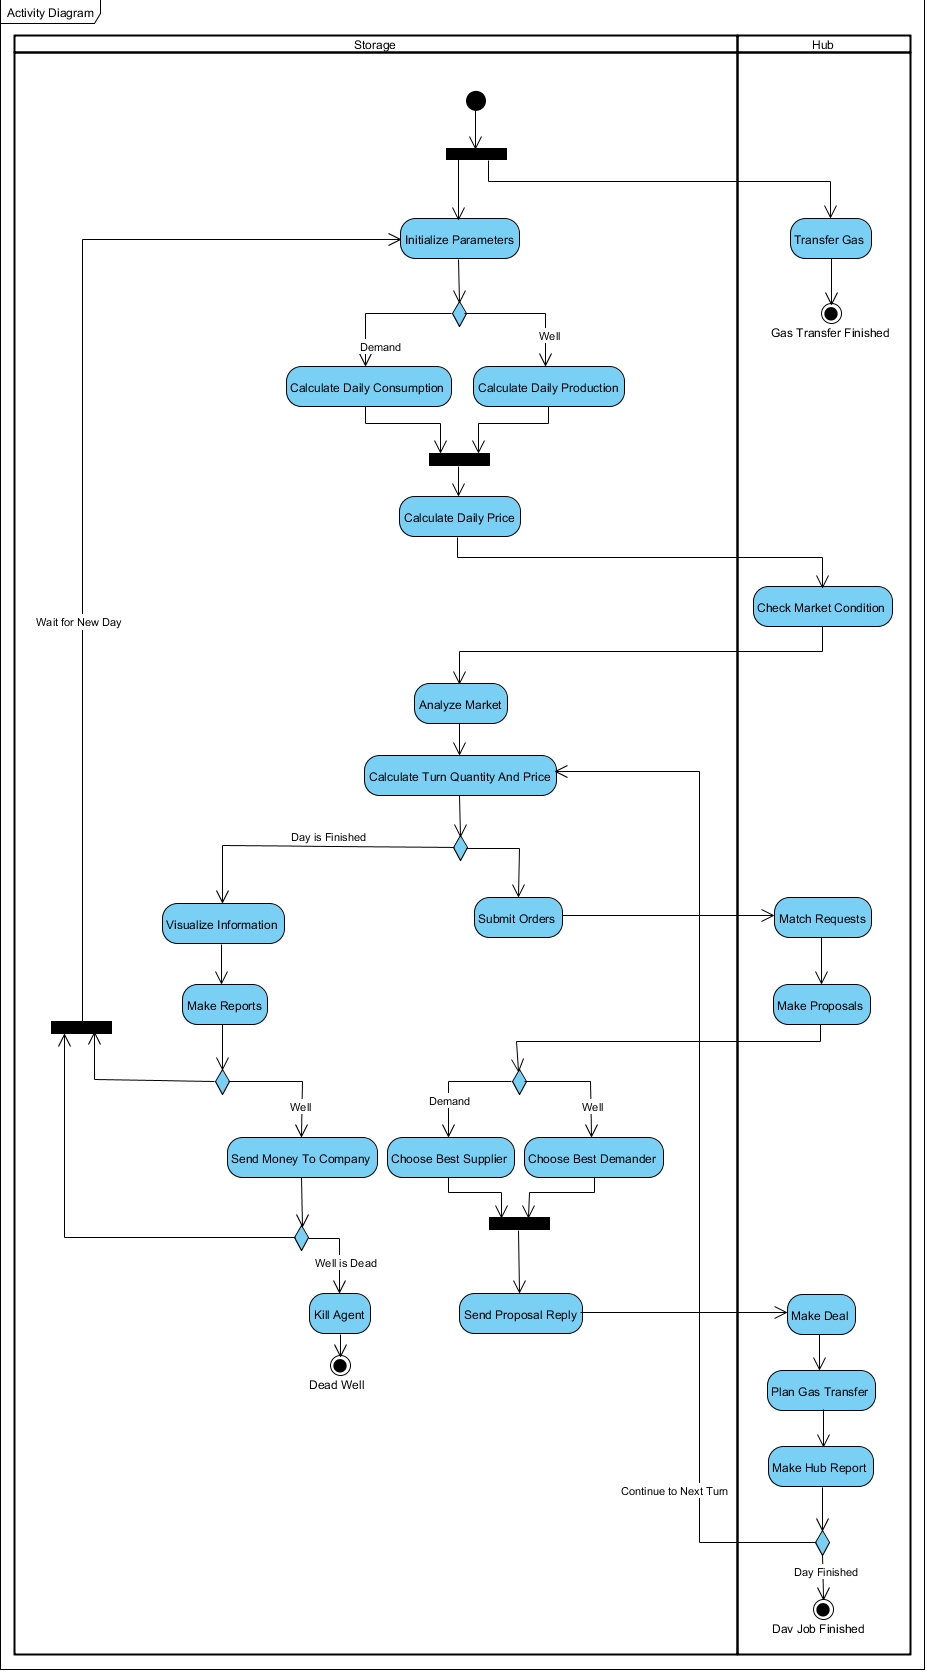 Activity Diagram
Storage
Hub
Initialize Parameters
Transfer Gas
Gas Transfer Finished
Well
Demand
Calculate Daily Consumption
Calculate Daily Production
Calculate Daily Price
Check Market Condition
Wait for New Day
Analyze Market
Calculate Turn Quantity And Price
Day is Finished
Visualize Information
Submit Orders
Match Requests
Make Reports
Make Proposals
Well
Demand
Well
Send Money To Company
Choose Best Supplier
Choose Best Demander
Well is Dead
Kill Agent
Send Proposal Reply
Make Deal
Dead Well
Plan Gas Transfer
Make Hub Report
Continue to Next Turn
Day Finished
Day Job Finished